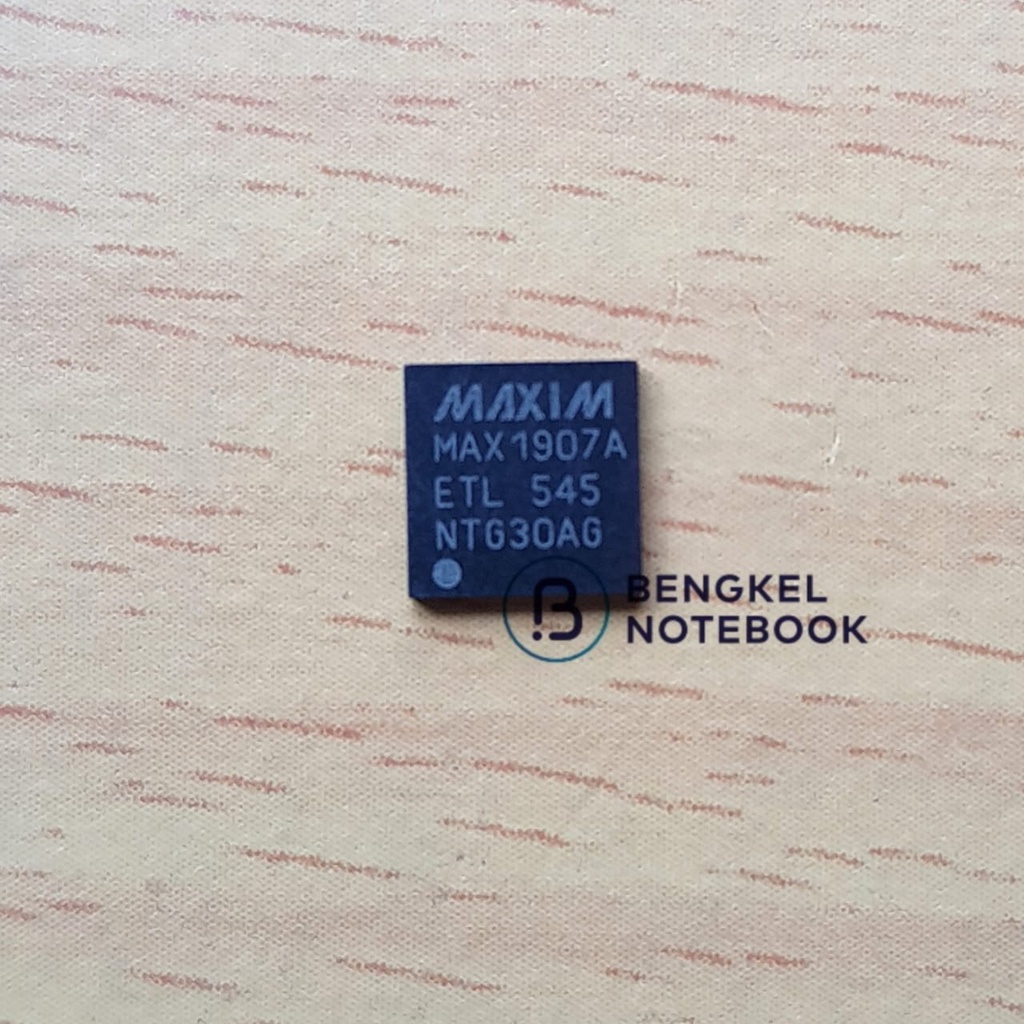 MAXIM
MAX1907A
ETL 545
NTG30AG
BENGKEL
NOTEBOOK